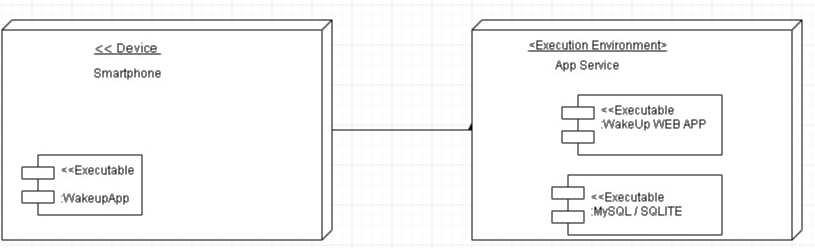 << Device
Smartphone
<<Executable
:WakeupApp
<Execution Environment>
App Service
<<Executable
:WakeUp WEB APP
<<Executable
:MySQL / SQLITE